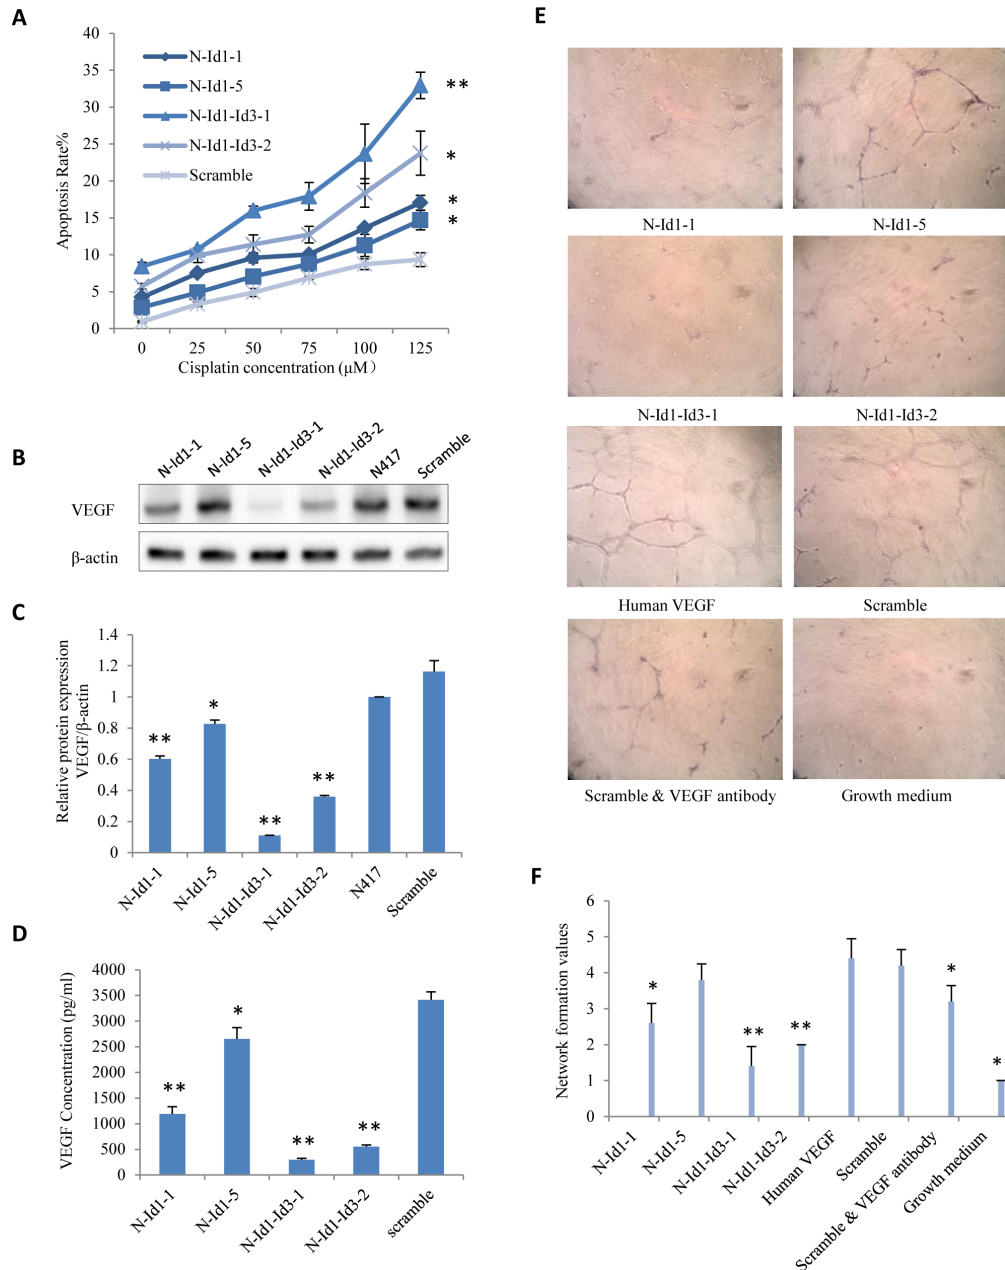 A
40
35
30
25
20
15
10
5
0
Apoptosis Rate%
N-Id1-1
N-Id1-5
N-Id1-Id3-1
N-Id1-Id3-2
Scramble
**
*
*
*
0 25 50 75 100 125
Cisplatin concentration (μM)
B
N-Id1-1 N-Id1-5 N-Id1-Id3-1 N-Id1-Id3-2 N417 Scramble
VEGF
β-actin
C
1.4
1.2
1
0.8
0.6
0.4
0.2
0
Relative protein expression
VEGF/β-actin
** * ** **
N-Id1-1 N-Id1-5 N-Id1-Id3-1 N-Id1-Id3-2 N417 Scramble
D
4000
3500
3000
2500
2000
1500
1000
500
0
VEGF Concentration (pg/ml)
** * ** **
N-Id1-1 N-Id1-5 N-Id1-Id3-1 N-Id1-Id3-2 scramble
E
N-Id1-1 N-Id1-5
N-Id1-Id3-1 N-Id1-Id3-2
Human VEGF Scramble
Scramble & VEGF antibody Growth medium
F
6
5
4
3
2
1
0
Network formation values
* ** ** * *
N-Id1-1 N-Id1-5 N-Id1-Id3-1 N-Id1-Id3-2 Human VEGF Scramble Scramble & VEGF antibody Growth medium